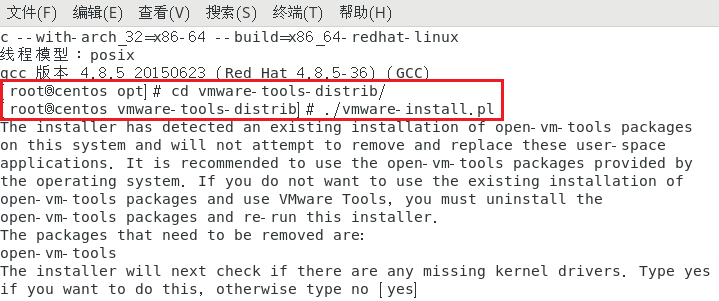 文件(F) 编辑(E) 查看(V) 搜索(S) 终端(T) 帮助(H)
c --with-arch_32=x86-64 --build=x86_64-redhat-linux
线程模型：posix
gcc 版本 4.8.5 20150623 (Red Hat 4.8.5-36) (GCC)
[root@centos opt]# cd vmware-tools-distrib/
[root@centos vmware-tools-distrib]# ./vmware-install.pl
The installer has detected an existing installation of open-vm-tools packages
on this system and will not attempt to remove and replace these user-space
applications. It is recommended to use the open-vm-tools packages provided by
the operating system. If you do not want to use the existing installation of
open-vm-tools packages and use VMware Tools, you must uninstall the
open-vm-tools packages and re-run this installer.
The packages that need to be removed are:
open-vm-tools
The installer will next check if there are any missing kernel drivers. Type yes
if you want to do this, otherwise type no [yes]